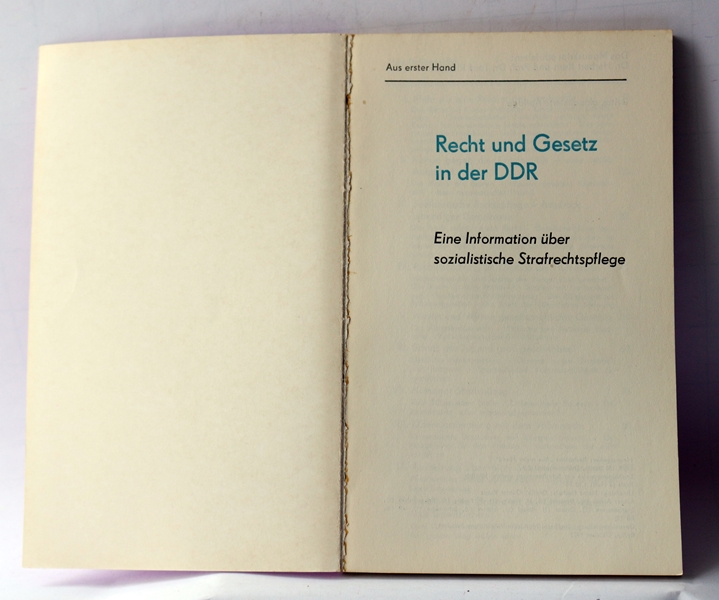 Aus erster Hand
Recht und Gesetz
in der DDR
Eine Information über
sozialistische Strafrechtspflege